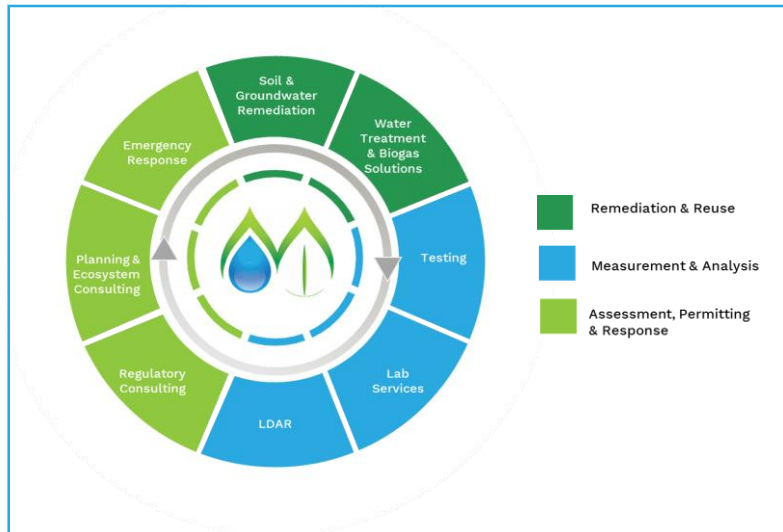 Soil &
Groundwater
Remediation
Water
Treatment
& Biogas
Solutions
Testing
Lab
Services
LDAR
Regulatory
Consulting
Planning &
Ecosystem
Consulting
Emergency
Response
Remediation & Reuse
Measurement & Analysis
Assessment, Permitting
& Response